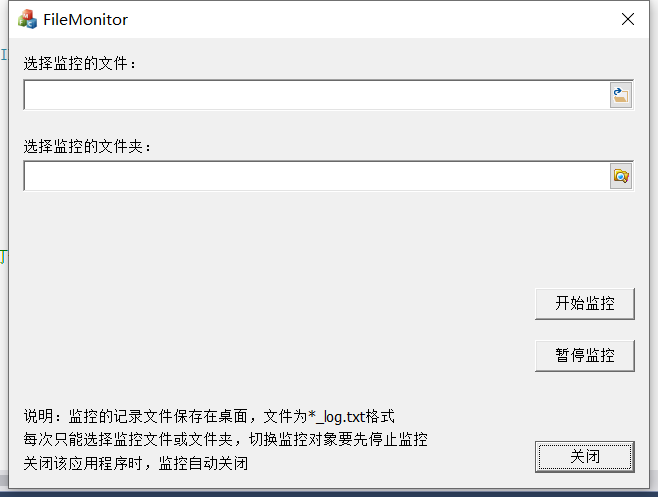 FileMonitor
选择监控的文件：
选择监控的文件夹：
开始监控
暂停监控
说明：监控的记录文件保存在桌面，文件为*_log.txt格式
每次只能选择监控文件或文件夹，切换监控对象要先停止监控
关闭该应用程序时，监控自动关闭
关闭